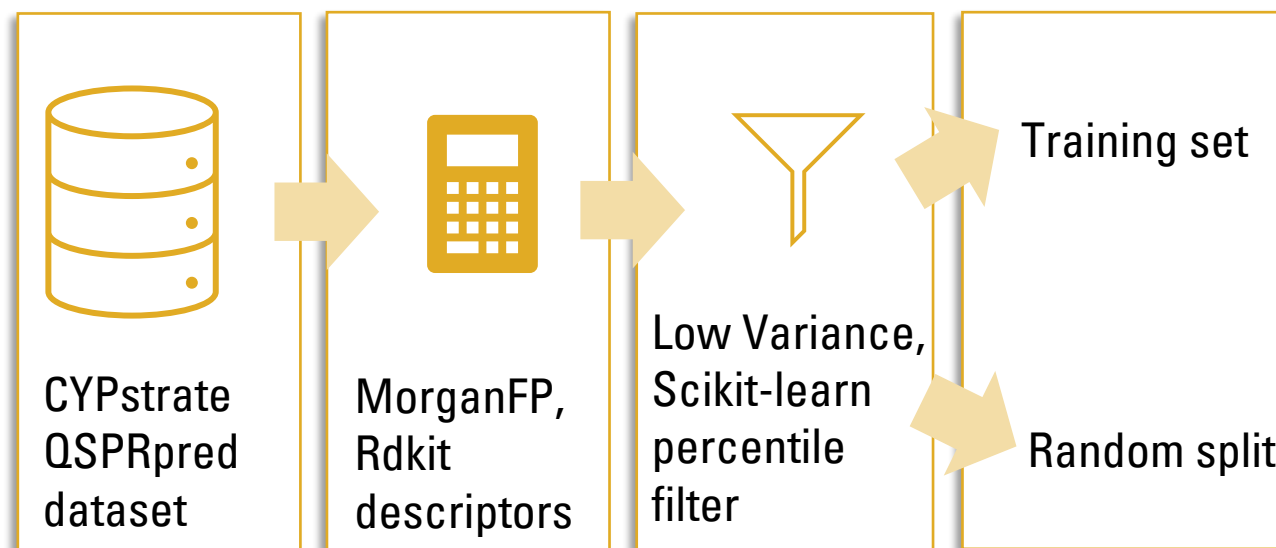 CYPstrate
QSPRpred
dataset
MorganFP,
Rdkit
descriptors
Low Variance,
Scikit-learn
percentile
filter
Training set
Random split